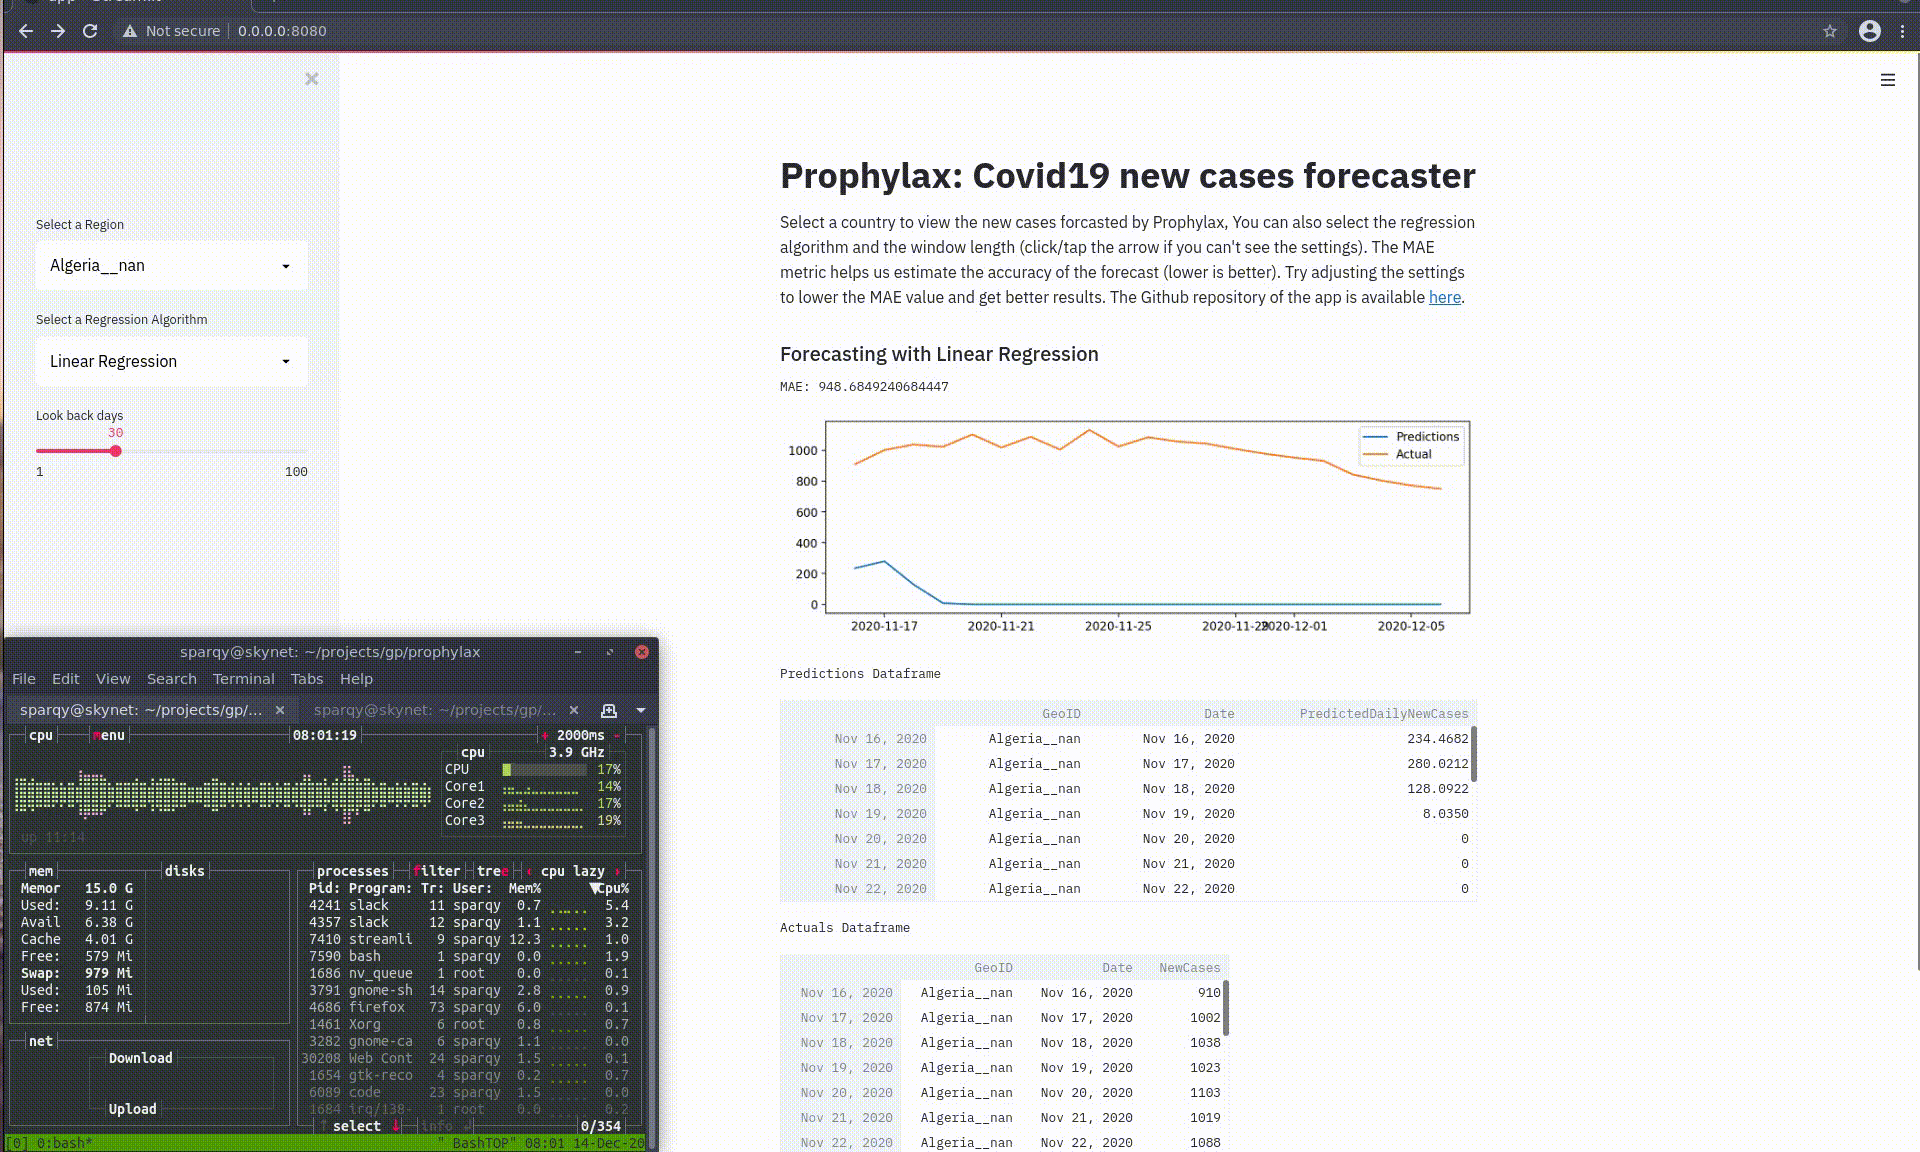 Not secure | 0.0.0.0:8080
Select a Region
Algeria__nan
Select a Regression Algorithm
Linear Regression
Look back days
30
1 100
Prophylax: Covid19 new cases forecaster
Select a country to view the new cases forcasted by Prophylax, You can also select the regression
algorithm and the window length (click/tap the arrow if you can't see the settings). The MAE
metric helps us estimate the accuracy of the forecast (lower is better). Try adjusting the settings
to lower the MAE value and get better results. The Github repository of the app is available here.
Forecasting with Linear Regression
MAE: 948.6849240684447
Predictions
Actual
1000
800
600
400
200
0
2020-11-17 2020-11-21 2020-11-25 2020-11-29 2020-12-01 2020-12-05
Predictions Dataframe
GeoID Date PredictedDailyNewCases
Nov 16, 2020 Algeria__nan Nov 16, 2020 234.4682
Nov 17, 2020 Algeria__nan Nov 17, 2020 280.0212
Nov 18, 2020 Algeria__nan Nov 18, 2020 128.0922
Nov 19, 2020 Algeria__nan Nov 19, 2020 8.0350
Nov 20, 2020 Algeria__nan Nov 20, 2020 0
Nov 21, 2020 Algeria__nan Nov 21, 2020 0
Nov 22, 2020 Algeria__nan Nov 22, 2020 0
Actuals Dataframe
GeoID Date NewCases
Nov 16, 2020 Algeria__nan Nov 16, 2020 910
Nov 17, 2020 Algeria__nan Nov 17, 2020 1002
Nov 18, 2020 Algeria__nan Nov 18, 2020 1038
Nov 19, 2020 Algeria__nan Nov 19, 2020 1023
Nov 20, 2020 Algeria__nan Nov 20, 2020 1103
Nov 21, 2020 Algeria__nan Nov 21, 2020 1019
Nov 22, 2020 Algeria__nan Nov 22, 2020 1088
sparqy@skynet: ~/projects/gp/prophylax
File Edit View Search Terminal Tabs Help
sparqy@skynet: ~/projects/gp/... sparqy@skynet: ~/projects/gp/...
cpu menu 08:01:19 + 2000ms -
cpu 3.9 GHz
CPU 17%
Core1 14%
Core2 17%
Core3 19%
up 11:14
mem disks
Memor 15.0 G
Used: 9.11 G
Avail 6.38 G
Cache 4.01 G
Free: 579 Mi
Swap: 979 Mi
Used: 105 Mi
Free: 874 Mi
net
Download
Upload
processes filter tree ‹ cpu lazy ›
Pid: Program: Tr: User: Mem% ▼Cpu%
4241 slack 11 sparqy 0.7 5.4
4357 slack 12 sparqy 1.1 3.2
7410 streamli 9 sparqy 12.3 1.0
7590 bash 1 sparqy 0.0 1.9
1686 nv_queue 1 root 0.0 0.1
3791 gnome-sh 14 sparqy 2.8 0.9
4686 firefox 73 sparqy 6.0 0.1
1461 Xorg 6 root 0.8 0.7
3282 gnome-ca 6 sparqy 1.1 0.0
30208 Web Cont 24 sparqy 1.5 0.1
1654 gtk-reco 4 sparqy 0.2 0.7
6089 code 23 sparqy 1.5 0.0
1684 irq/138- 1 root 0.0 0.2
↑ select ↓ info ↲ 0/354
[0] 0:bash* " BashTOP" 08:01 14-Dec-20